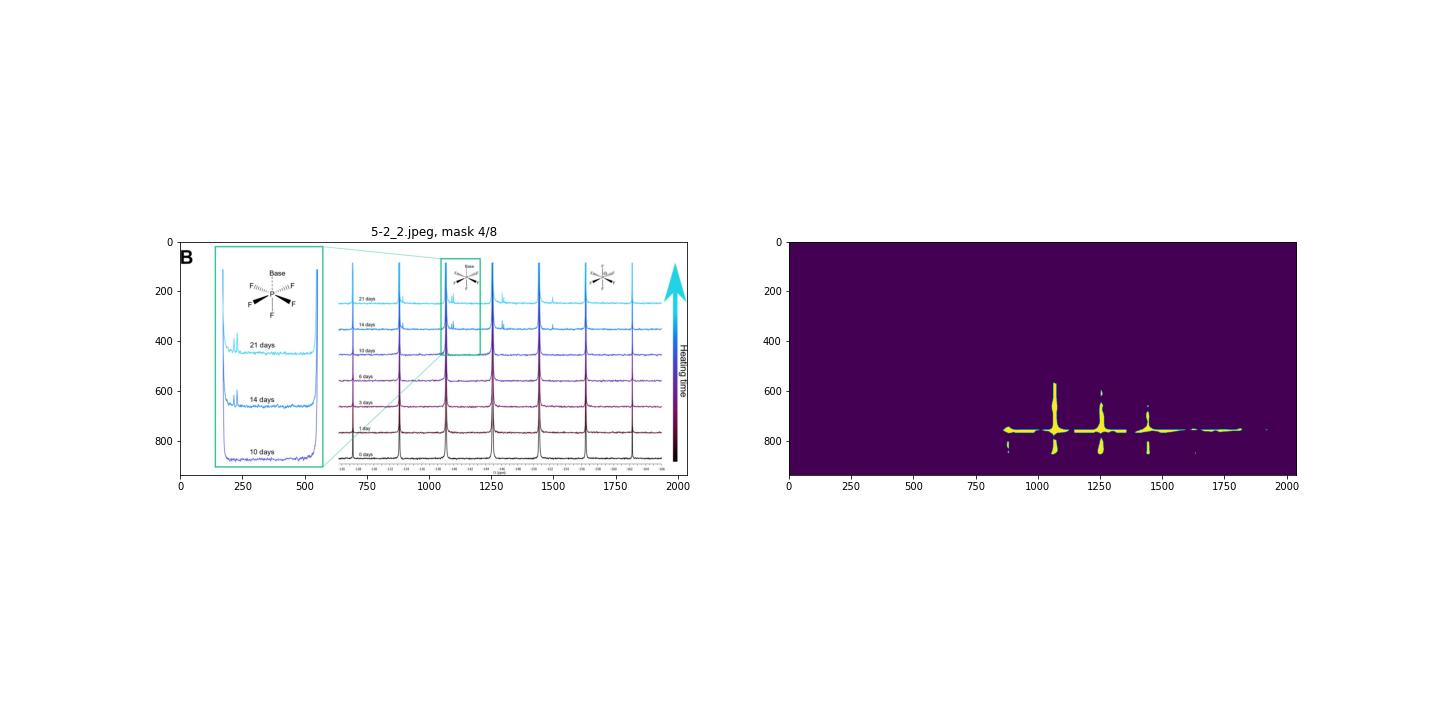 5-2_2.jpeg, mask 4/8
B
Base
F F
P
F F
F
21 days
14 days
10 days
Base
21 days
14 days
10 days
6 days
3 days
1 day
0 days
Heating time
0
200
400
600
800
0 250 500 750 1000 1250 1500 1750 2000
0
200
400
600
800
0 250 500 750 1000 1250 1500 1750 2000